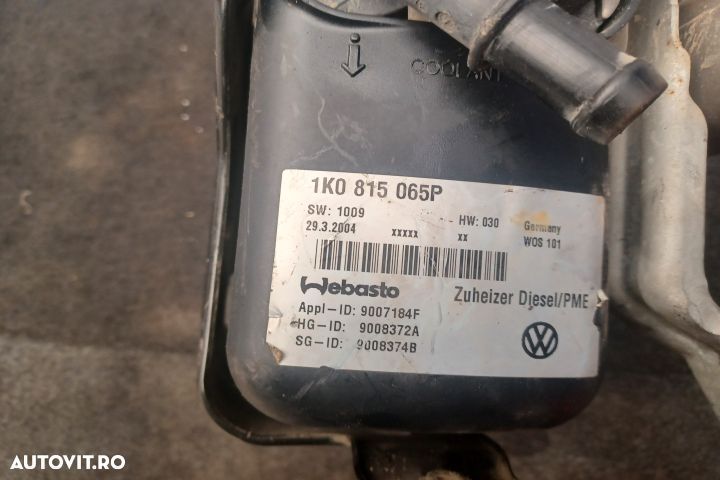 COOLANT
1K0 815 065P
SW: 1009 HW: 030 Germany
29.3.2004 xxxxx xx WOS 101
Webasto Zuheizer Diesel/PME
Appl-ID: 9007184F
HG-ID: 9008372A
SG-ID: 9008374B
AUTOVIT.RO